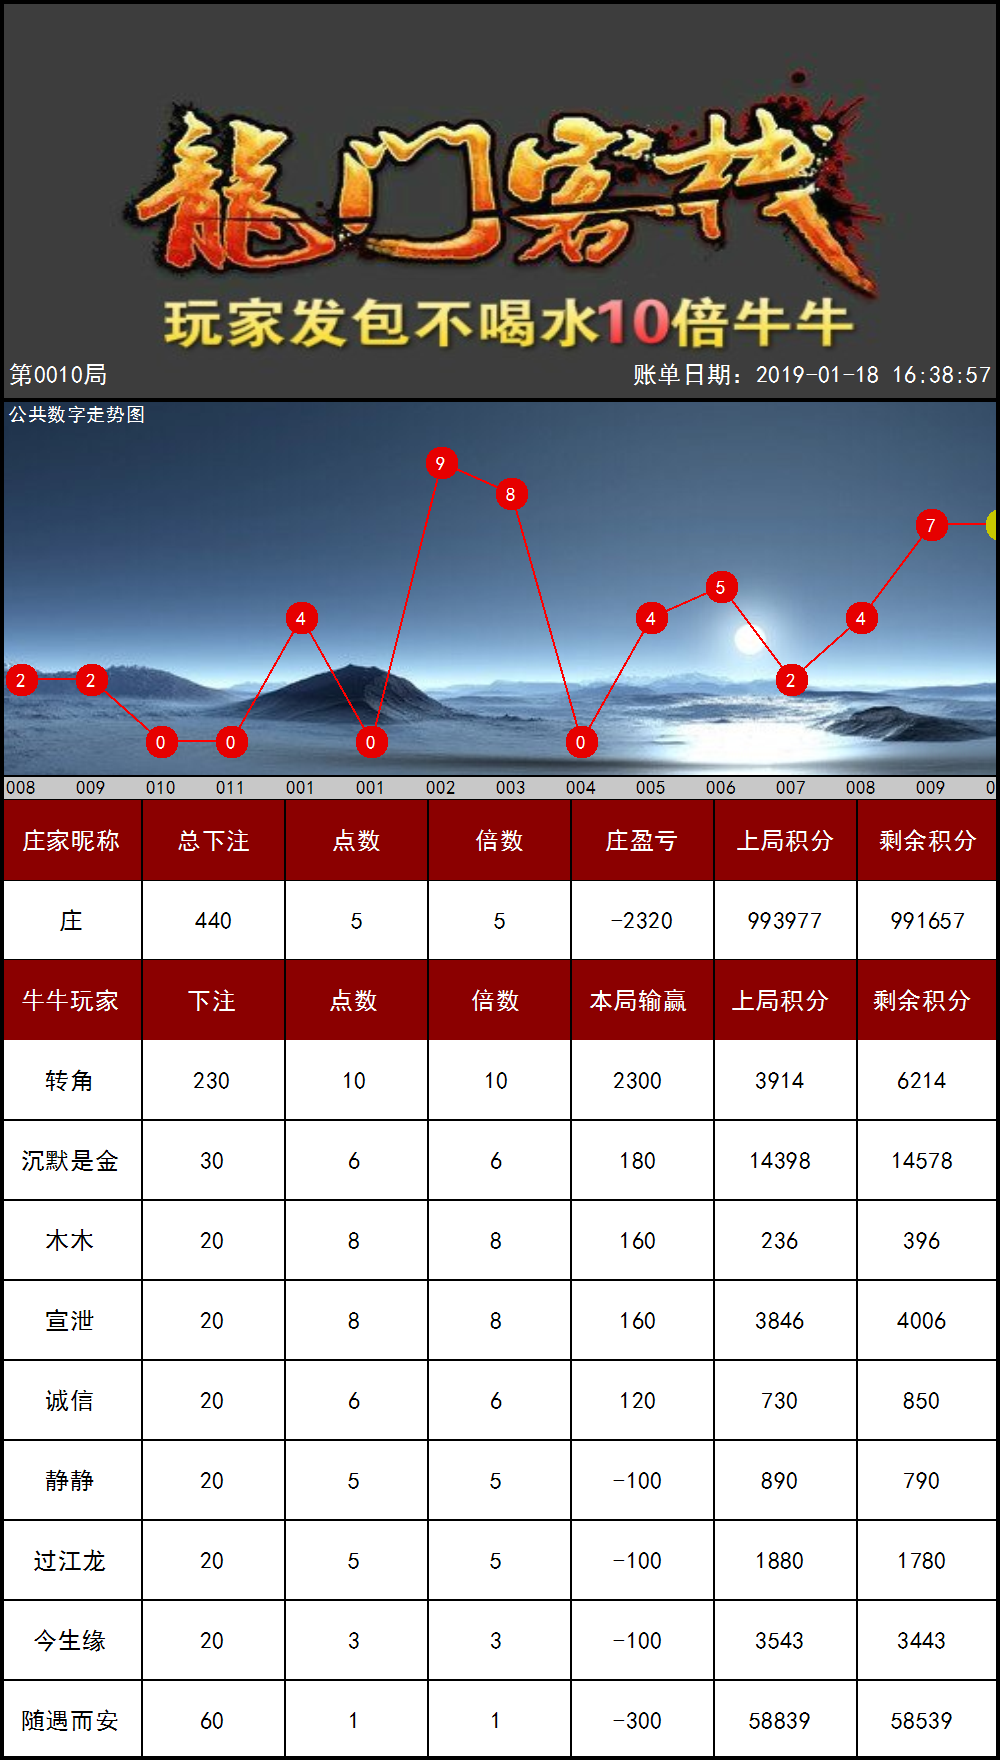 龍门客栈
玩家发包不喝水10倍牛牛
第0010局 账单日期：2019-01-18 16:38:57
公共数字走势图
9
8
7
5
4 4 4
2 2 2
0 0 0 0
008 009 010 011 001 001 002 003 004 005 006 007 008 009 0
庄家昵称 总下注 点数 倍数 庄盈亏 上局积分 剩余积分
庄 440 5 5 -2320 993977 991657
牛牛玩家 下注 点数 倍数 本局输赢 上局积分 剩余积分
转角 230 10 10 2300 3914 6214
沉默是金 30 6 6 180 14398 14578
木木 20 8 8 160 236 396
宣泄 20 8 8 160 3846 4006
诚信 20 6 6 120 730 850
静静 20 5 5 -100 890 790
过江龙 20 5 5 -100 1880 1780
今生缘 20 3 3 -100 3543 3443
随遇而安 60 1 1 -300 58839 58539